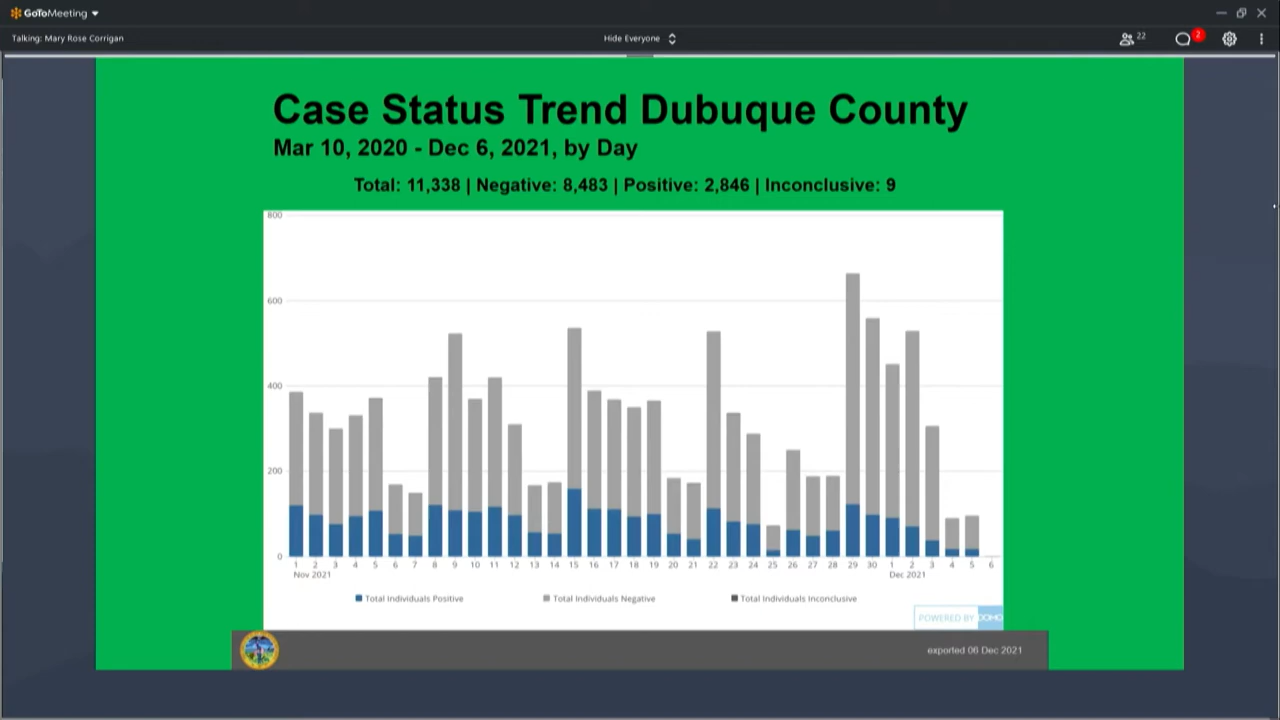 GoToMeeting
Talking: Mary Rose Corrigan
Hide Everyone
22
2
Case Status Trend Dubuque County
Mar 10, 2020 - Dec 6, 2021, by Day
Total: 11,338 | Negative: 8,483 | Positive: 2,846 | Inconclusive: 9
800
600
400
200
0
1 2 3 4 5 6 7 8 9 10 11 12 13 14 15 16 17 18 19 20 21 22 23 24 25 26 27 28 29 30 1 2 3 4 5 6
Nov 2021 Dec 2021
Total Individuals Positive Total Individuals Negative Total Individuals Inconclusive
POWERED BY DOMO
exported 06 Dec 2021